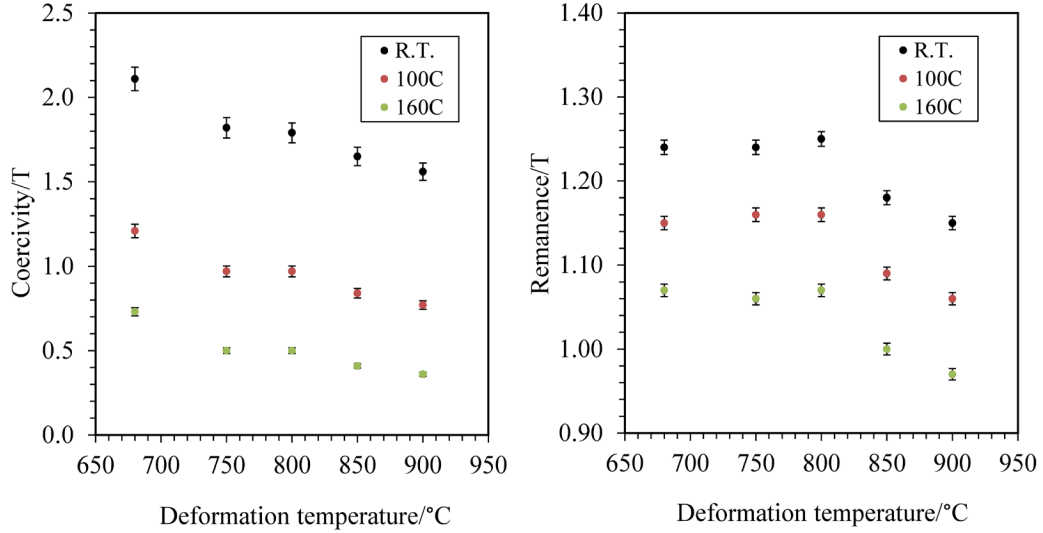 2.5
2.0
1.5
1.0
0.5
0.0
Coercivity/T
R.T.
100C
160C
650 700 750 800 850 900 950
Deformation temperature/°C
1.40
1.30
1.20
1.10
1.00
0.90
Remanence/T
R.T.
100C
160C
650 700 750 800 850 900 950
Deformation temperature/°C